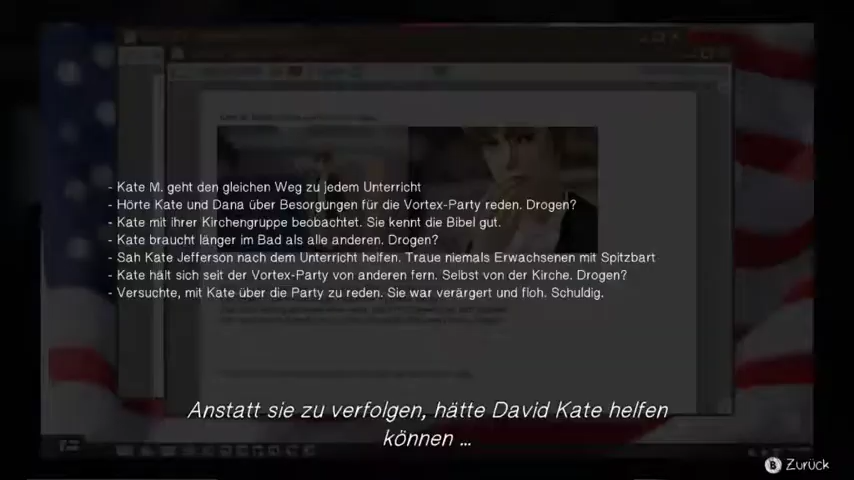 - Kate M. geht den gleichen Weg zu jedem Unterricht
- Hörte Kate und Dana über Besorgungen für die Vortex-Party reden. Drogen?
- Kate mit ihrer Kirchengruppe beobachtet. Sie kennt die Bibel gut.
- Kate braucht länger im Bad als alle anderen. Drogen?
- Sah Kate Jefferson nach dem Unterricht helfen. Traue niemals Erwachsenen mit Spitzbart
- Kate hält sich seit der Vortex-Party von anderen fern. Selbst von der Kirche. Drogen?
- Versuchte, mit Kate über die Party zu reden. Sie war verärgert und floh. Schuldig.
Anstatt sie zu verfolgen, hätte David Kate helfen
können ...
B Zurück